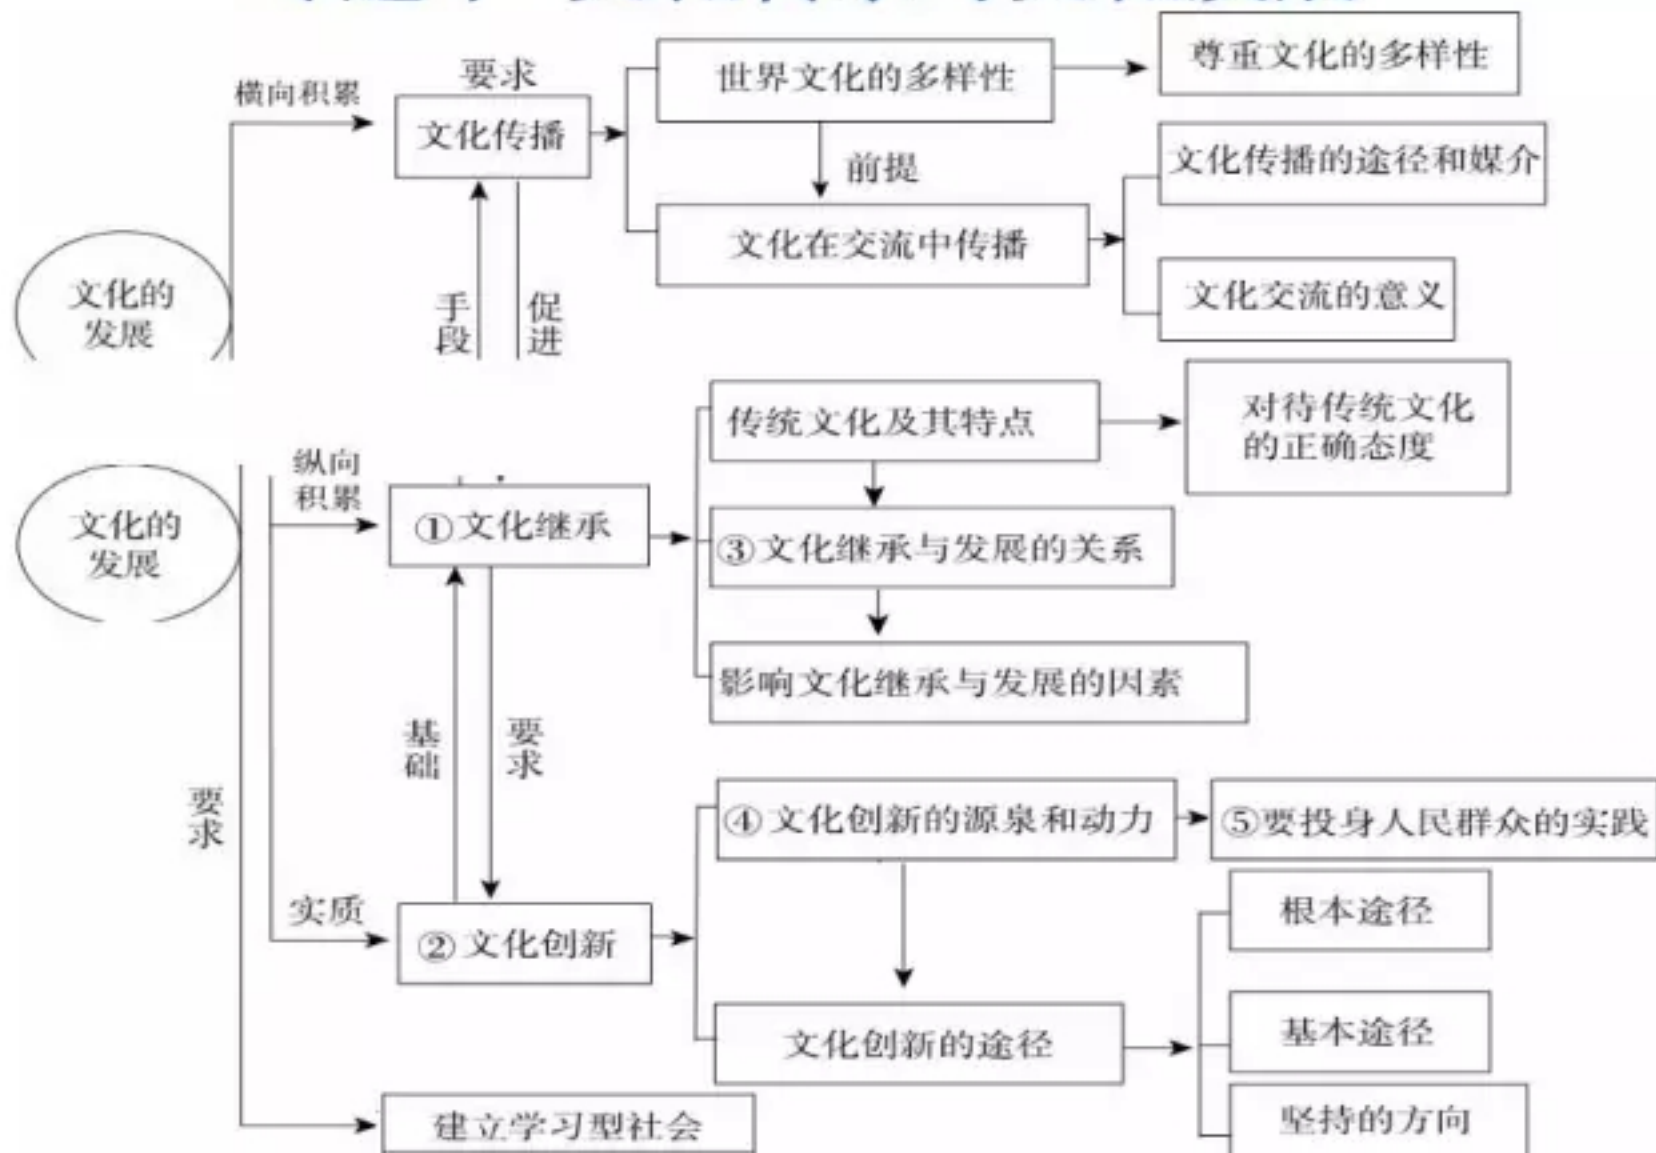 要求
横向积累
文化传播
世界文化的多样性
尊重文化的多样性
前提
文化传播的途径和媒介
文化在交流中传播
文化交流的意义
文化的
发展
手段
促进
传统文化及其特点
对待传统文化
的正确态度
纵向
积累
①文化继承
③文化继承与发展的关系
文化的
发展
影响文化继承与发展的因素
基础
要求
要求
④文化创新的源泉和动力
⑤要投身人民群众的实践
实质
②文化创新
根本途径
文化创新的途径
基本途径
建立学习型社会
坚持的方向